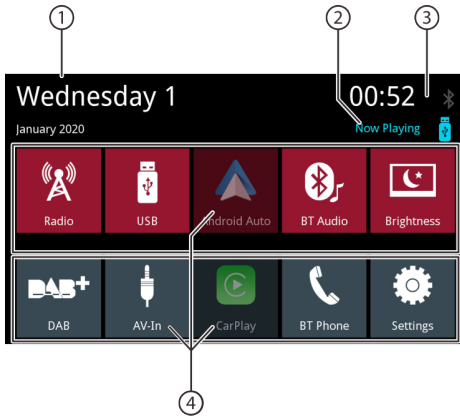 1
2
3
Wednesday 1
00:52
January 2020
Now Playing
Radio
USB
Android Auto
BT Audio
Brightness
DAB+
DAB
AV-In
CarPlay
BT Phone
Settings
4